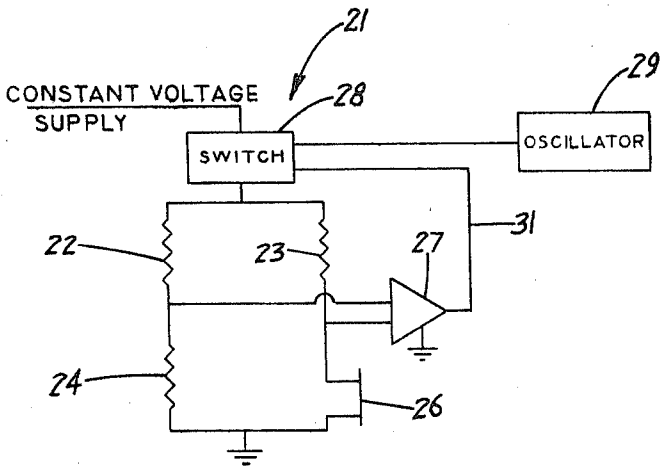 21
29
CONSTANT VOLTAGE
SUPPLY
28
SWITCH
OSCILLATOR
22
23
27
31
24
26